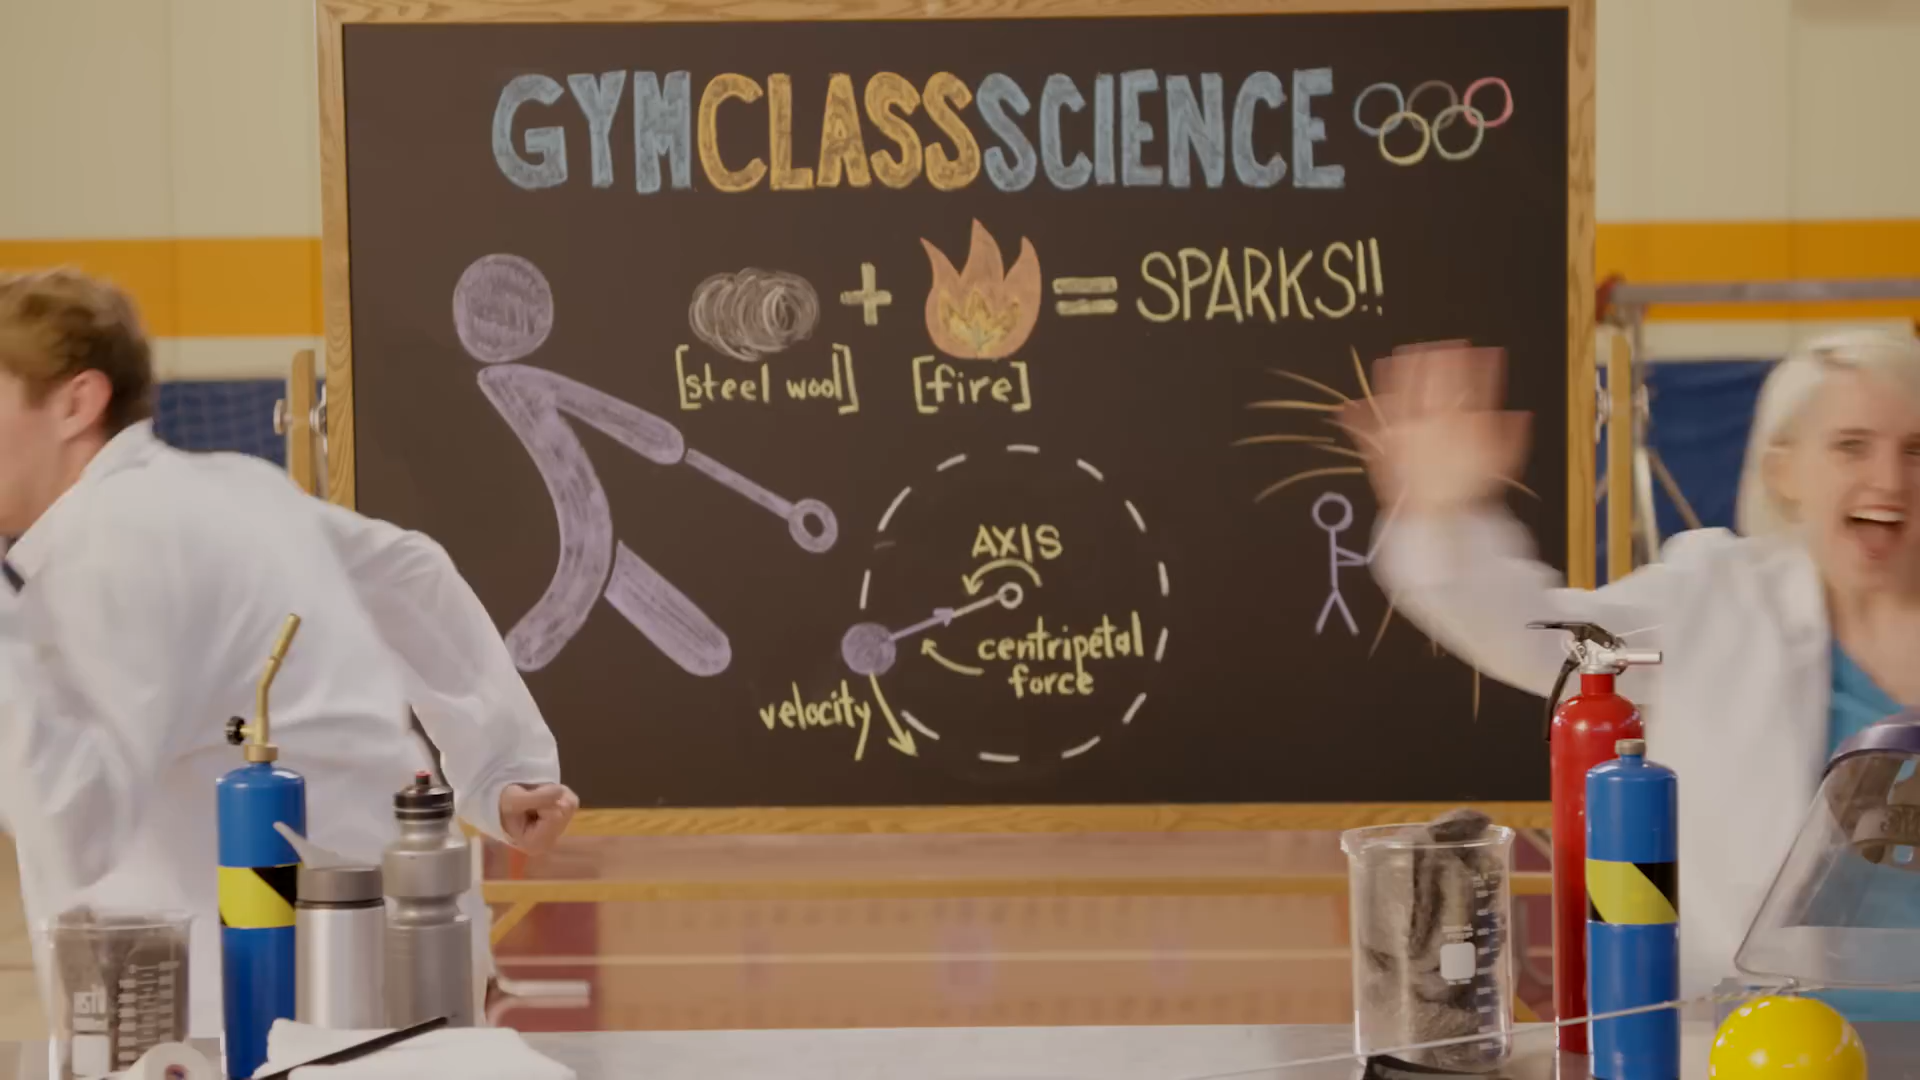 GYMCLASSSCIENCE
+ = SPARKS!!
[steel wool] [fire]
AXIS
centripetal
force
velocity